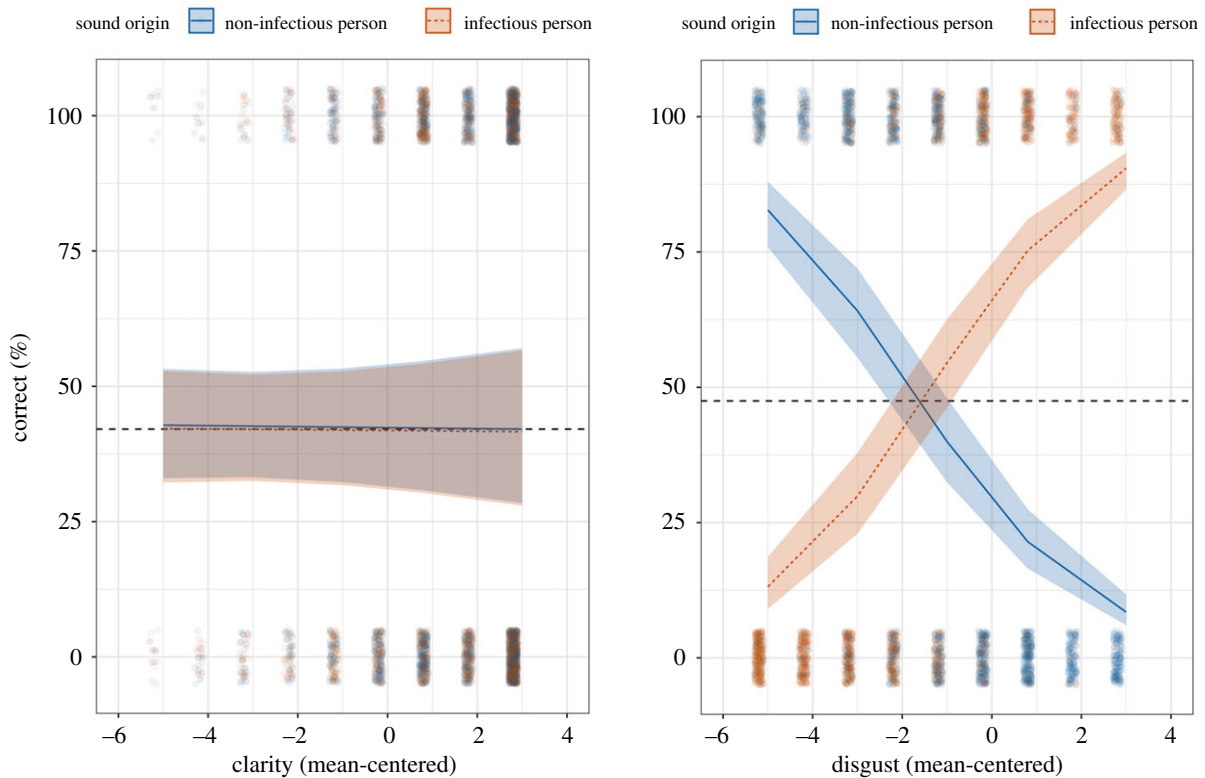 sound origin non-infectious person infectious person
100
75
50
25
0
correct (%)
−6 −4 −2 0 2 4
clarity (mean-centered)
sound origin non-infectious person infectious person
100
75
50
25
0
−6 −4 −2 0 2 4
disgust (mean-centered)